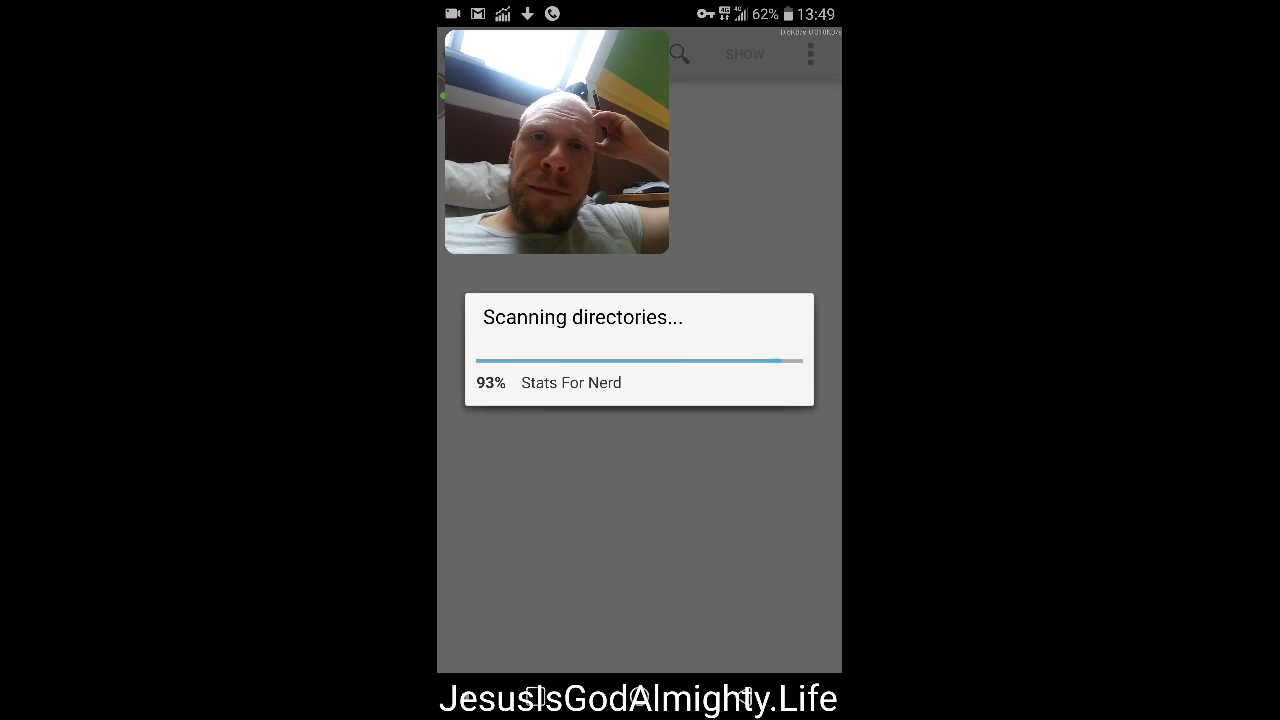 62% 13:49
SHOW
Scanning directories...
93% Stats For Nerd
JesusIsGodAlmighty.Life